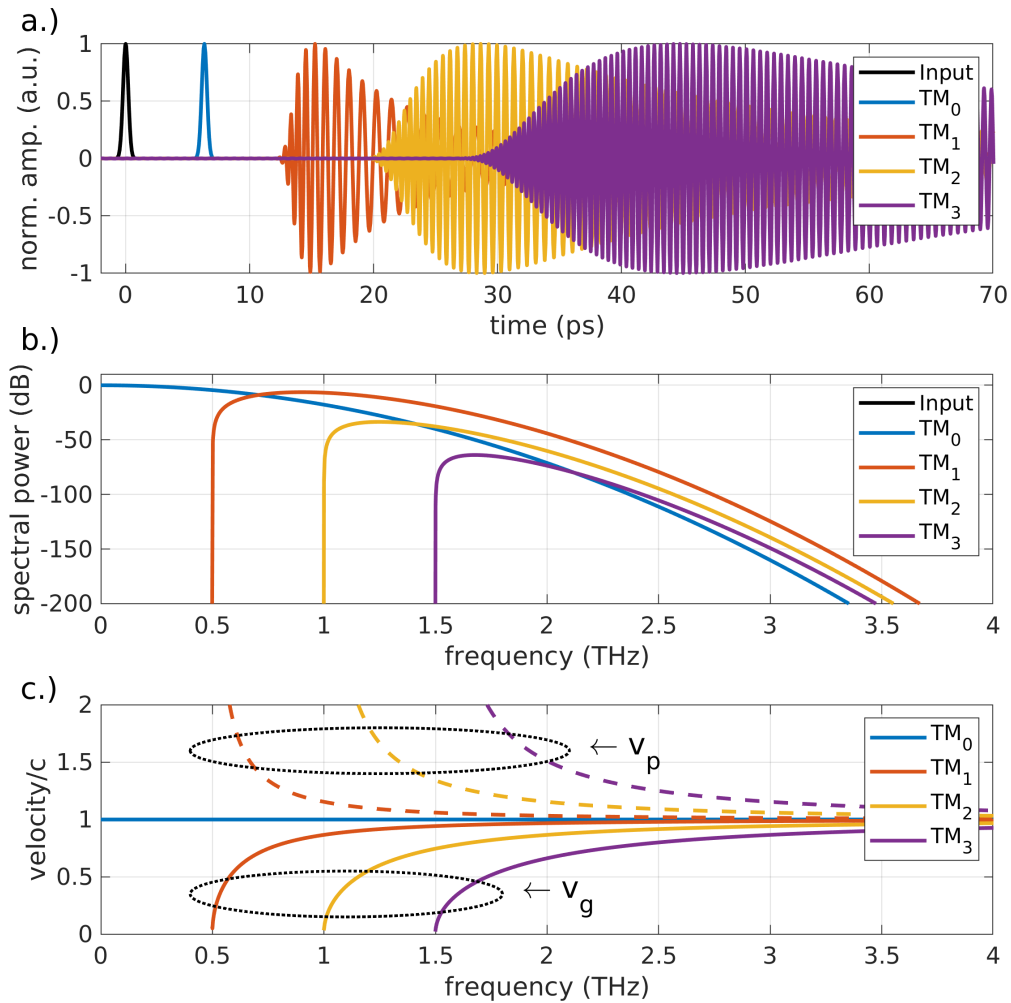 a.)
norm. amp. (a.u.)
1
0.5
0
-0.5
-1
Input
TM0
TM1
TM2
TM3
0 10 20 30 40 50 60 70
time (ps)
b.)
spectral power (dB)
0
-50
-100
-150
-200
Input
TM0
TM1
TM2
TM3
0 0.5 1 1.5 2 2.5 3 3.5 4
frequency (THz)
c.)
velocity/c
2
1.5
1
0.5
0
← vp
← vg
TM0
TM1
TM2
TM3
0 0.5 1 1.5 2 2.5 3 3.5 4
frequency (THz)